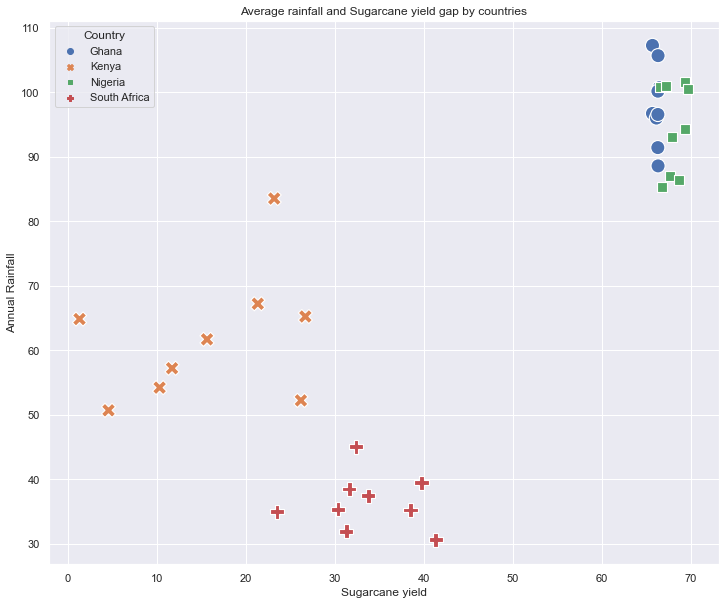 Average rainfall and Sugarcane yield gap by countries
Country
Ghana
Kenya
Nigeria
South Africa
Annual Rainfall
110
100
90
80
70
60
50
40
30
0 10 20 30 40 50 60 70
Sugarcane yield